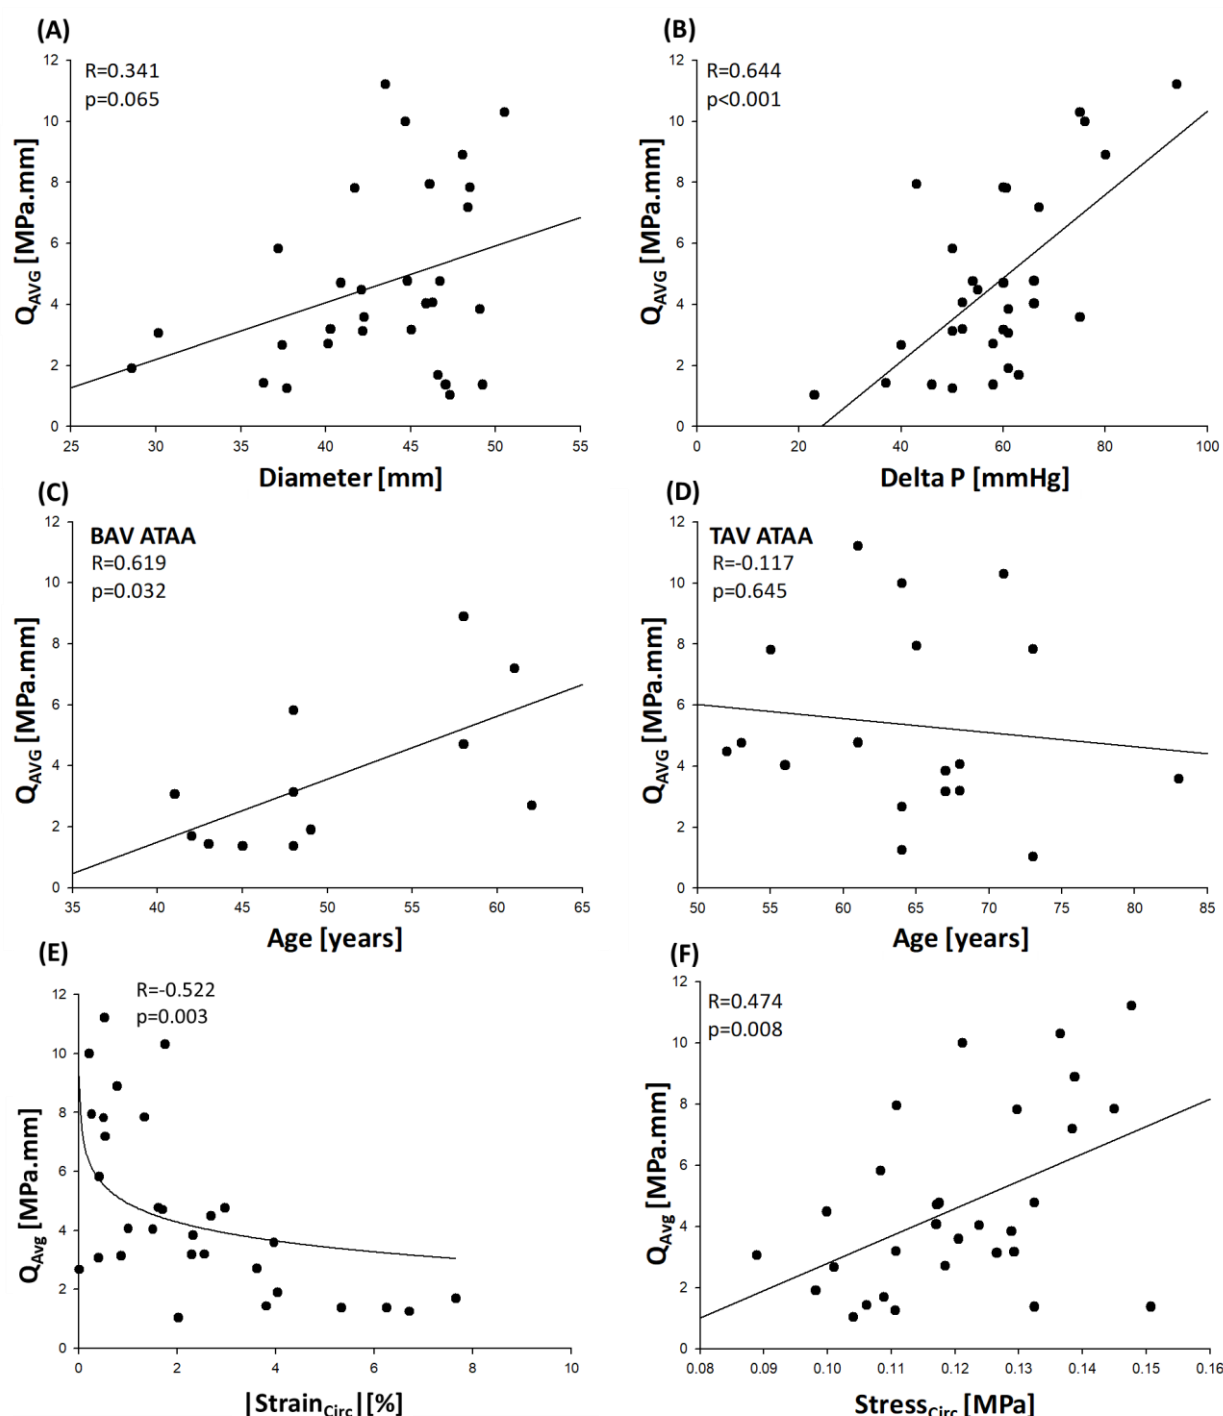 (A)
R=0.341
p=0.065
12
10
8
6
4
2
0
Q_AVG [MPa.mm]
25 30 35 40 45 50 55
Diameter [mm]
(B)
R=0.644
p<0.001
12
10
8
6
4
2
0
Q_AVG [MPa.mm]
0 20 40 60 80 100
Delta P [mmHg]
(C)
BAV ATAA
R=0.619
p=0.032
12
10
8
6
4
2
0
Q_AVG [MPa.mm]
35 40 45 50 55 60 65
Age [years]
(D)
TAV ATAA
R=-0.117
p=0.645
12
10
8
6
4
2
0
Q_AVG [MPa.mm]
50 55 60 65 70 75 80 85
Age [years]
(E)
R=-0.522
p=0.003
12
10
8
6
4
2
0
Q_Avg [MPa.mm]
0 2 4 6 8 10
|Strain_Circ| [%]
(F)
R=0.474
p=0.008
12
10
8
6
4
2
0
Q_Avg [MPa.mm]
0.08 0.09 0.10 0.11 0.12 0.13 0.14 0.15 0.16
Stress_Circ [MPa]